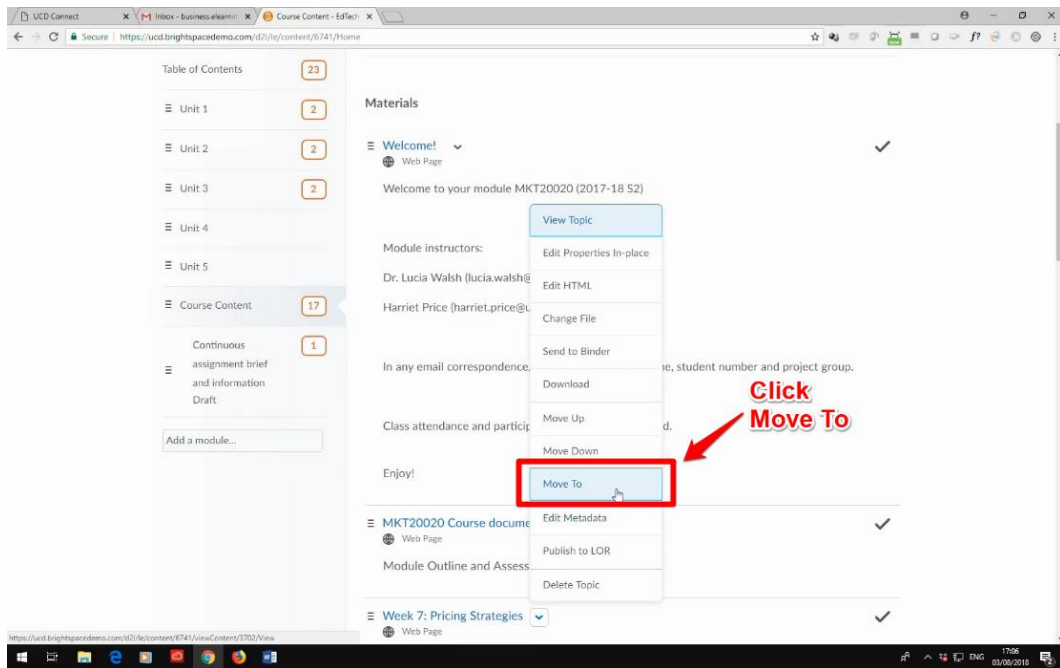 UCD Connect
Inbox - business.elearnin
Course Content - EdTech
Secure
https://ucd.brightspacedemo.com/d2l/le/content/6741/Home
f?
Table of Contents
23
Unit 1
2
Unit 2
2
Unit 3
2
Unit 4
Unit 5
Course Content
17
Continuous
assignment brief
and information
Draft
1
Add a module...
Materials
Welcome!
Web Page
Welcome to your module MKT20020 (2017-18 S2)
Module instructors:
Dr. Lucia Walsh (lucia.walsh@
Harriet Price (harriet.price@u
In any email correspondence, 
e, student number and project group.
Class attendance and particip
d.
Enjoy!
View Topic
Edit Properties In-place
Edit HTML
Change File
Send to Binder
Download
Move Up
Move Down
Move To
Edit Metadata
Publish to LOR
Delete Topic
Click
Move To
MKT20020 Course docume
Web Page
Module Outline and Assess
Week 7: Pricing Strategies
Web Page
https://ucd.brightspacedemo.com/d2l/le/content/6741/viewContent/3702/View
ENG
17:06
03/08/2018